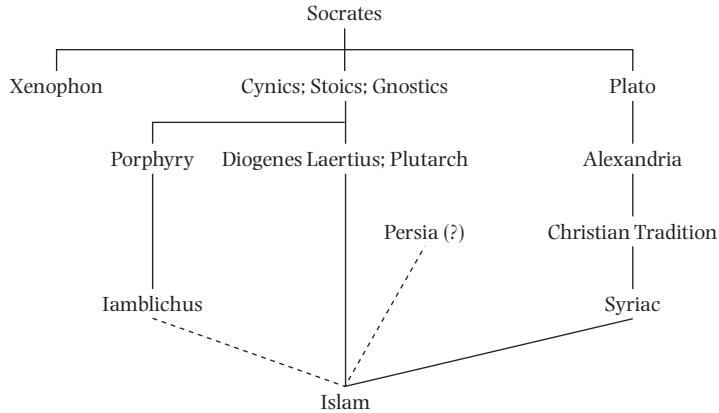 Socrates
Xenophon
Cynics; Stoics; Gnostics
Plato
Porphyry
Diogenes Laertius; Plutarch
Alexandria
Persia (?)
Christian Tradition
Iamblichus
Syriac
Islam